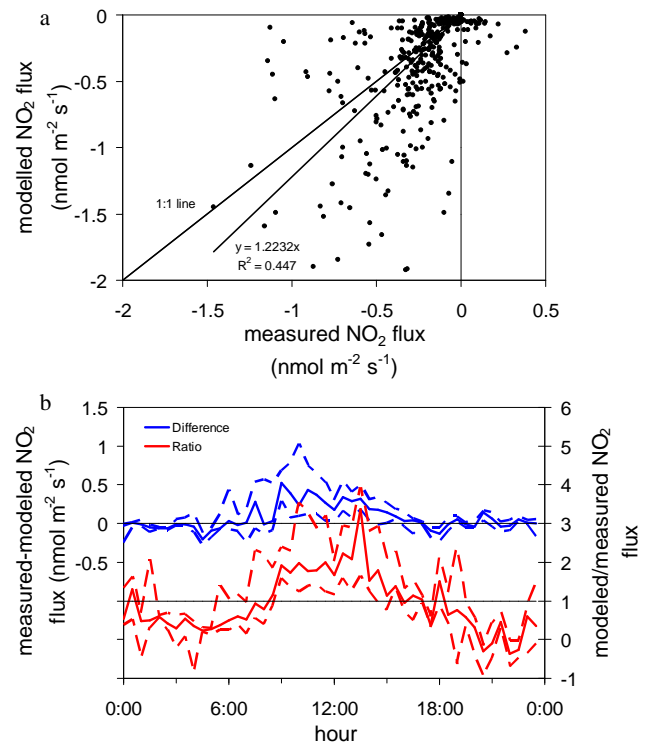 a
0
-0.5
-1
-1.5
-2
modelled NO2 flux
(nmol m-2 s-1)
1:1 line
y = 1.2232x
R2 = 0.447
-2 -1.5 -1 -0.5 0 0.5
measured NO2 flux
(nmol m-2 s-1)
b
1.5
1
0.5
0
-0.5
measured-modeled NO2
flux (nmol m-2 s-1)
Difference
Ratio
6
5
4
3
2
1
0
-1
modeled/measured NO2
flux
0:00 6:00 12:00 18:00 0:00
hour